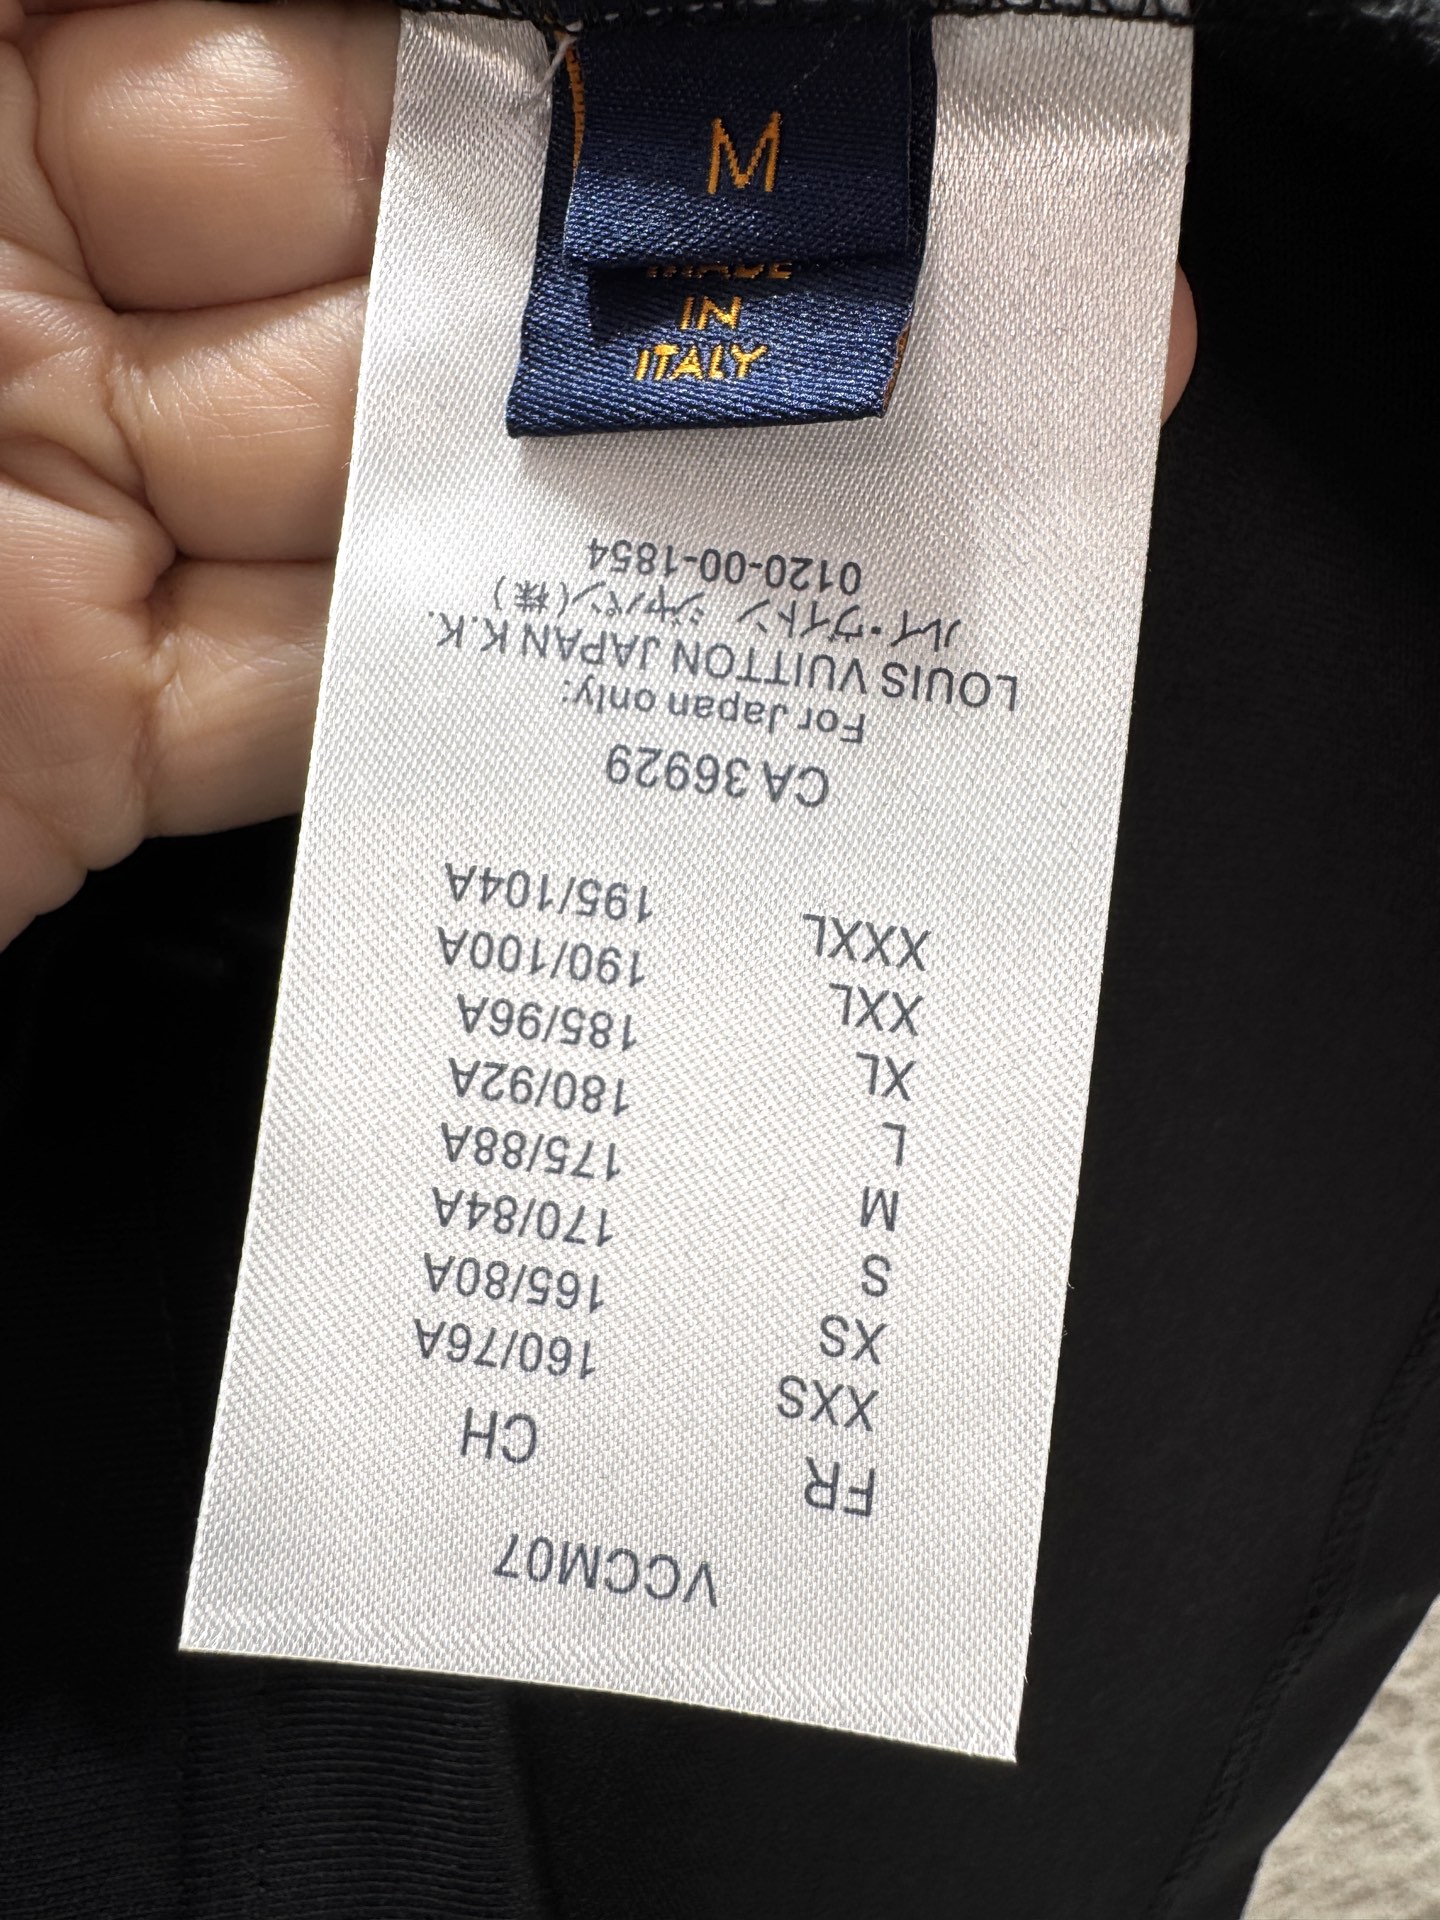 M
MADE
IN
ITALY
VCCM07
FR CH
XXS 160/76A
XS 165/80A
S 170/84A
M 175/88A
L 180/92A
XL 185/96A
XXL 190/100A
XXXL 195/104A
CA 36929
For Japan only:
LOUIS VUITTON JAPAN K.K.
ルイ・ヴィトン ジャパン(株)
0120-00-1854